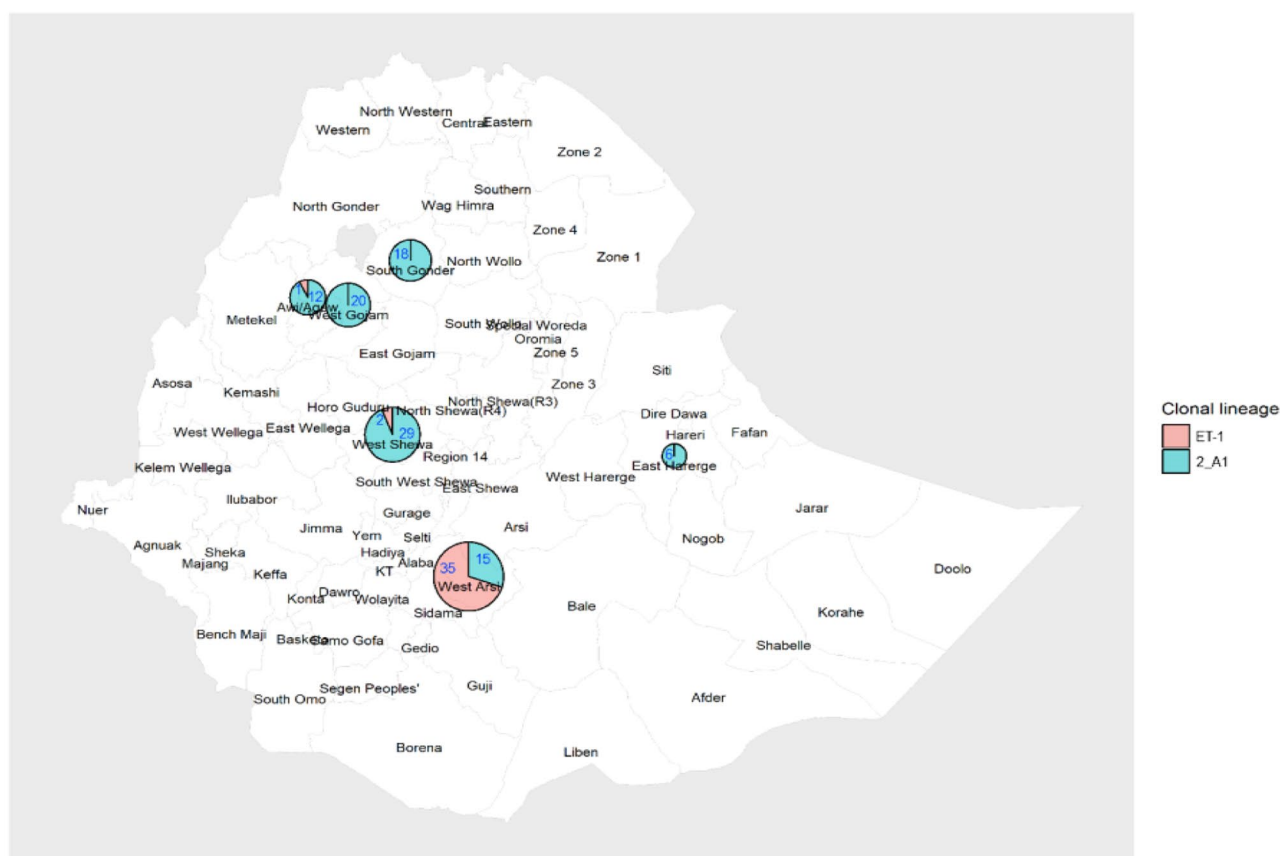 North Western
Central
Eastern
Western
Zone 2
Southern
North Gonder
Wag Himra
Zone 4
18
South Gonder
North Wollo
Zone 1
1
12
20
Awi/Agew
West Gojam
Metekel
South Wollo
Special Woreda
Oromia
East Gojam
Zone 5
Siti
Asosa
Zone 3
Kemashi
Horo Guduru
North Shewa(R4)
North Shewa(R3)
Dire Dawa
2
29
West Wellega
East Wellega
Hareri
Fafan
West Shewa
Region 14
6
East Harerge
Kelem Wellega
South West Shewa
East Shewa
West Harerge
Ilubabor
Nuer
Gurage
Jarar
Jimma
Yem
Selti
Arsi
Nogob
Agnuak
Sheka
Hadiya
Majang
Keffa
KT
Alaba
35
15
West Arsi
Doolo
Konta
Dawro
Wolayita
Sidama
Bale
Korahe
Bench Maji
Basketo
Gamo Gofa
Gedio
Shabelle
South Omo
Segen Peoples'
Guji
Afder
Borena
Liben
Clonal lineage
ET-1
2_A1